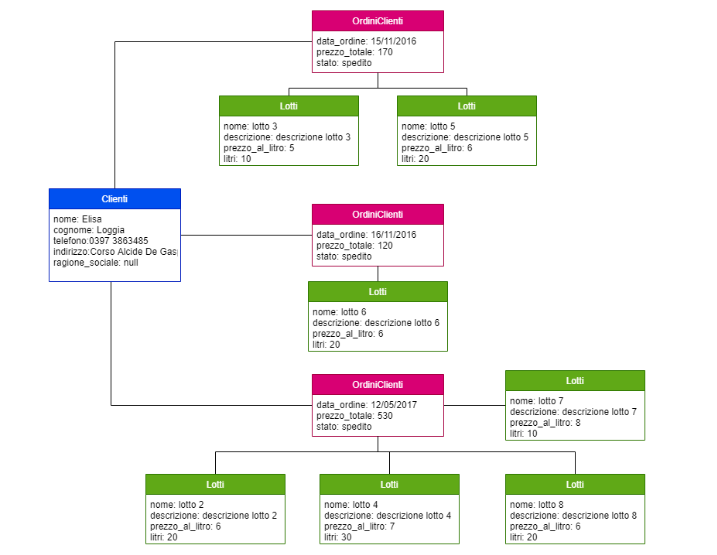 OrdiniClienti
data_ordine: 15/11/2016
prezzo_totale: 170
stato: spedito
Lotti
nome: lotto 3
descrizione: descrizione lotto 3
prezzo_al_litro: 5
litri: 10
Lotti
nome: lotto 5
descrizione: descrizione lotto 5
prezzo_al_litro: 6
litri: 20
Clienti
nome: Elisa
cognome: Loggia
telefono:0397 3863485
indirizzo:Corso Alcide De Gasp
ragione_sociale: null
OrdiniClienti
data_ordine: 16/11/2016
prezzo_totale: 120
stato: spedito
Lotti
nome: lotto 6
descrizione: descrizione lotto 6
prezzo_al_litro: 6
litri: 20
OrdiniClienti
data_ordine: 12/05/2017
prezzo_totale: 530
stato: spedito
Lotti
nome: lotto 7
descrizione: descrizione lotto 7
prezzo_al_litro: 8
litri: 10
Lotti
nome: lotto 2
descrizione: descrizione lotto 2
prezzo_al_litro: 6
litri: 20
Lotti
nome: lotto 4
descrizione: descrizione lotto 4
prezzo_al_litro: 7
litri: 30
Lotti
nome: lotto 8
descrizione: descrizione lotto 8
prezzo_al_litro: 6
litri: 20